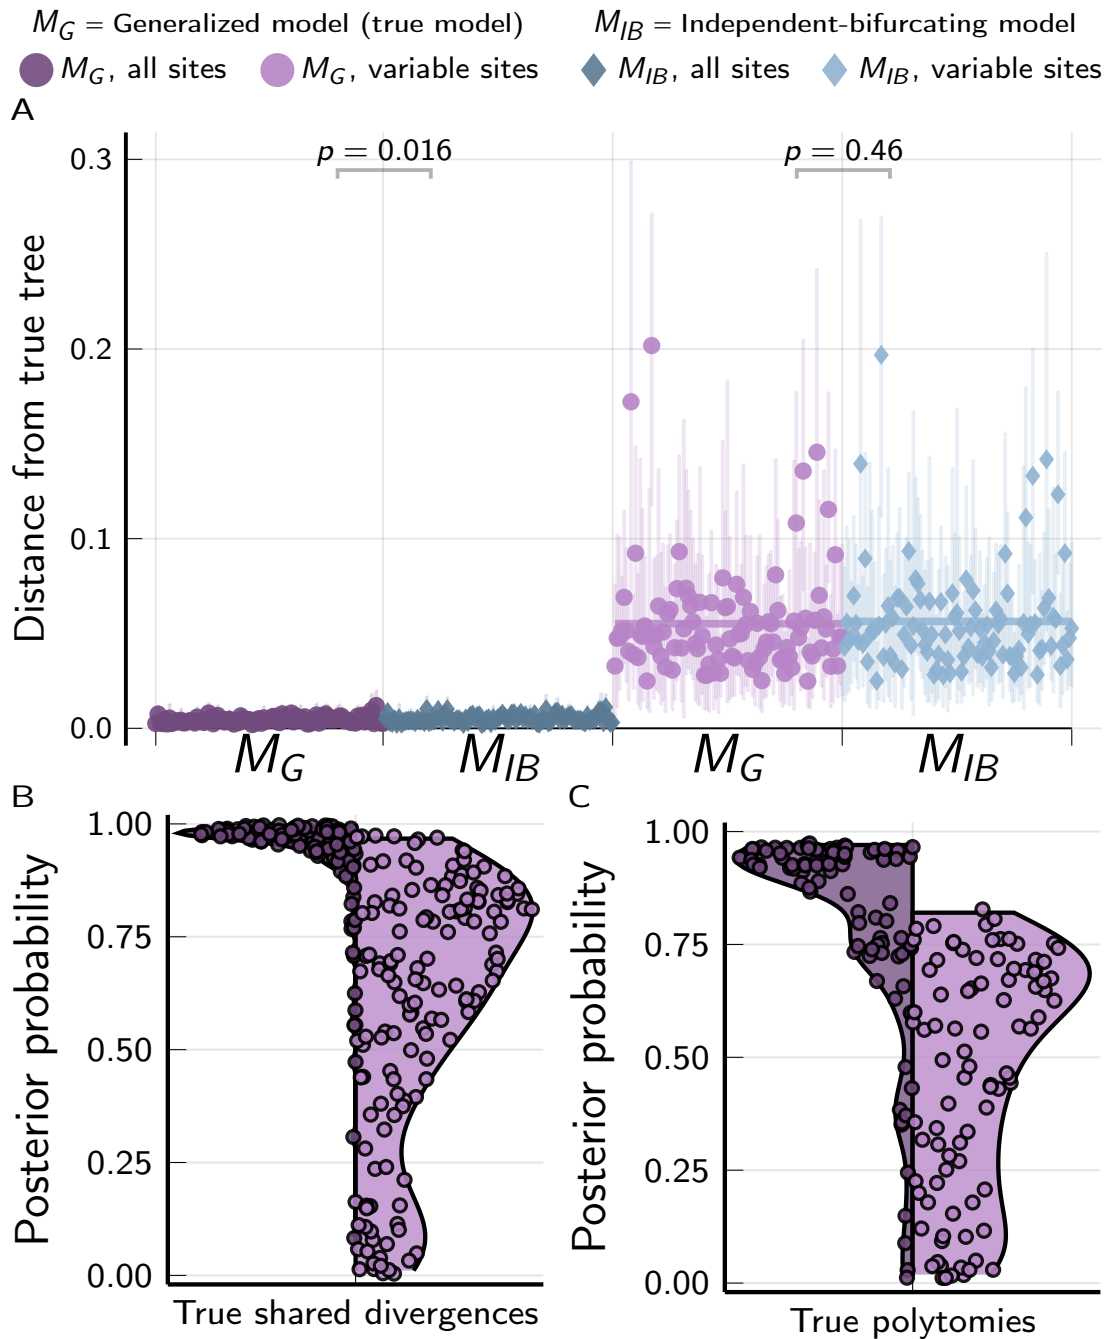 M_G = Generalized model (true model) M_IB = Independent-bifurcating model
M_G, all sites M_G, variable sites M_IB, all sites M_IB, variable sites
A
p = 0.016 p = 0.46
Distance from true tree
0.3
0.2
0.1
0.0
M_G M_IB M_G M_IB
B
Posterior probability
1.00
0.75
0.50
0.25
0.00
True shared divergences
C
Posterior probability
1.00
0.75
0.50
0.25
0.00
True polytomies